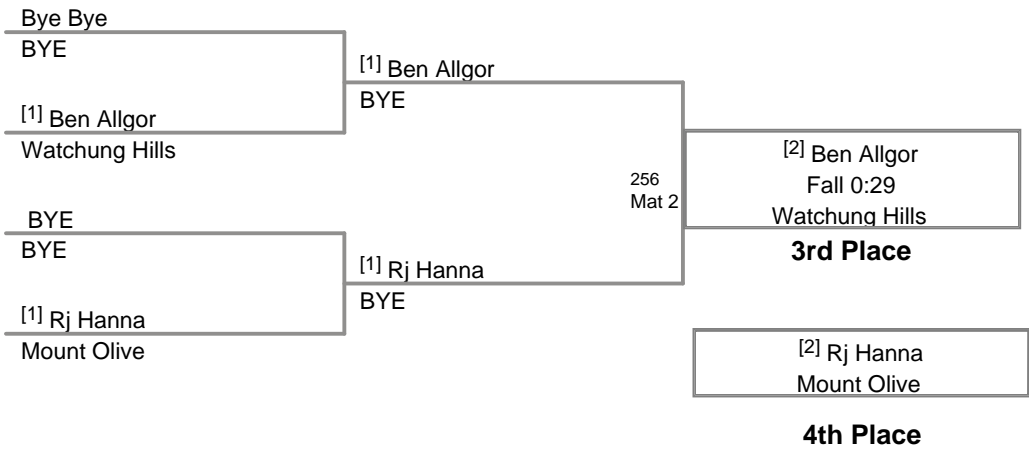 Bye Bye
BYE
[1] Ben Allgor
Watchung Hills
BYE
BYE
[1] Rj Hanna
Mount Olive
[1] Ben Allgor
BYE
[1] Rj Hanna
BYE
256
Mat 2
[2] Ben Allgor
Fall 0:29
Watchung Hills
3rd Place
[2] Rj Hanna
Mount Olive
4th Place